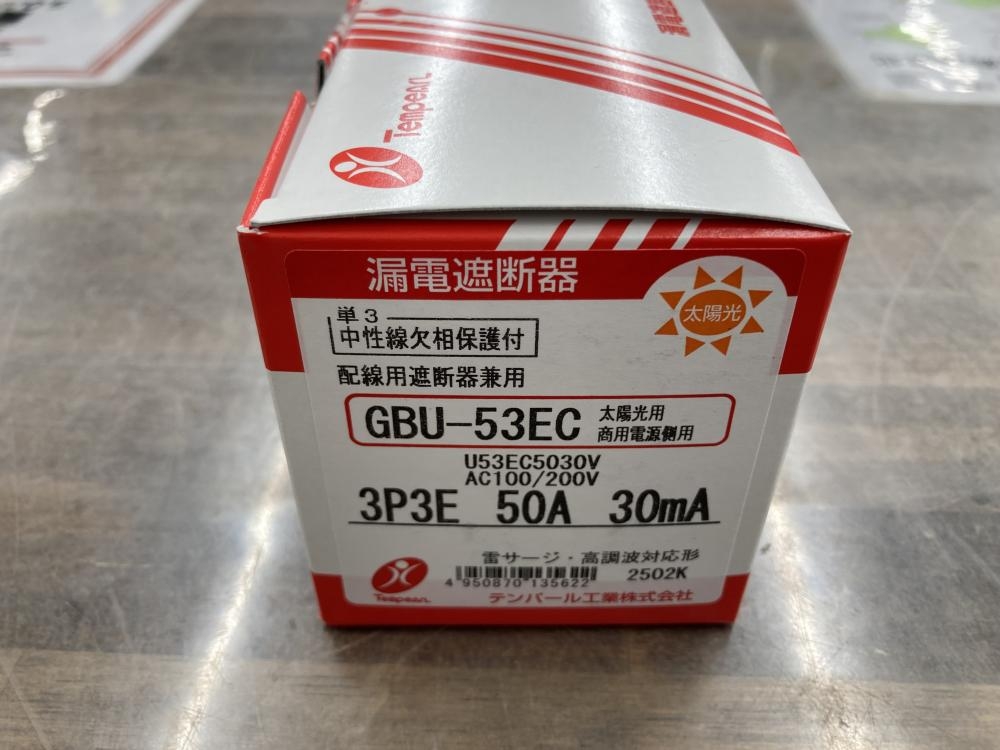 Tempearl
漏電遮断器
太陽光
単3
中性線欠相保護付
配線用遮断器兼用
GBU-53EC 太陽光用
商用電源側用
U53EC5030V
AC100/200V
3P3E 50A 30mA
雷サージ・高調波対応形
4 950870 135622 2502K
Tempearl テンパール工業株式会社